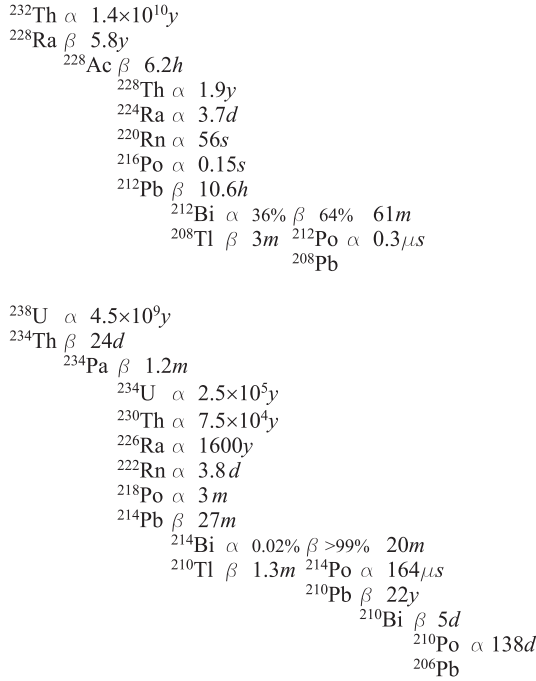 ²³²Th α 1.4×10¹⁰y
²²⁸Ra β 5.8y
²²⁸Ac β 6.2h
²²⁸Th α 1.9y
²²⁴Ra α 3.7d
²²⁰Rn α 56s
²¹⁶Po α 0.15s
²¹²Pb β 10.6h
²¹²Bi α 36% β 64% 61m
²⁰⁸Tl β 3m ²¹²Po α 0.3μs
²⁰⁸Pb
²³⁸U α 4.5×10⁹y
²³⁴Th β 24d
²³⁴Pa β 1.2m
²³⁴U α 2.5×10⁵y
²³⁰Th α 7.5×10⁴y
²²⁶Ra α 1600y
²²²Rn α 3.8d
²¹⁸Po α 3m
²¹⁴Pb β 27m
²¹⁴Bi α 0.02% β >99% 20m
²¹⁰Tl β 1.3m ²¹⁴Po α 164μs
²¹⁰Pb β 22y
²¹⁰Bi β 5d
²¹⁰Po α 138d
²⁰⁶Pb